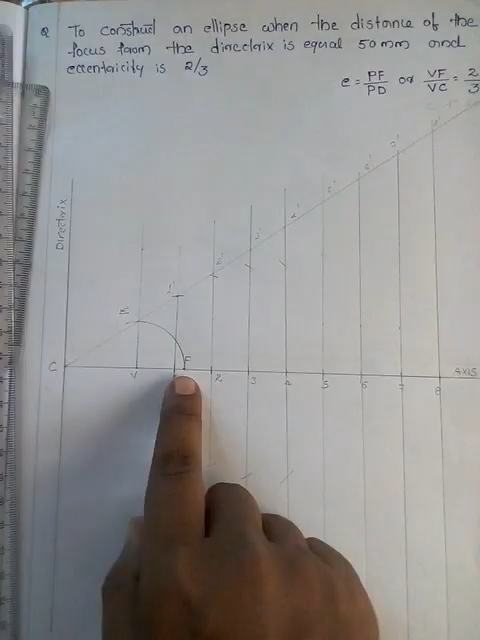 Q To construct an ellipse when the distance of the
focus from the directrix is equal 50 mm and
eccentricity is 2/3
e = PF/PD or VF/VC = 2/3
Directrix
E
1'
2'
3'
4'
5'
6'
7'
8'
C
V
F
2
3
4
5
6
7
8
AXIS